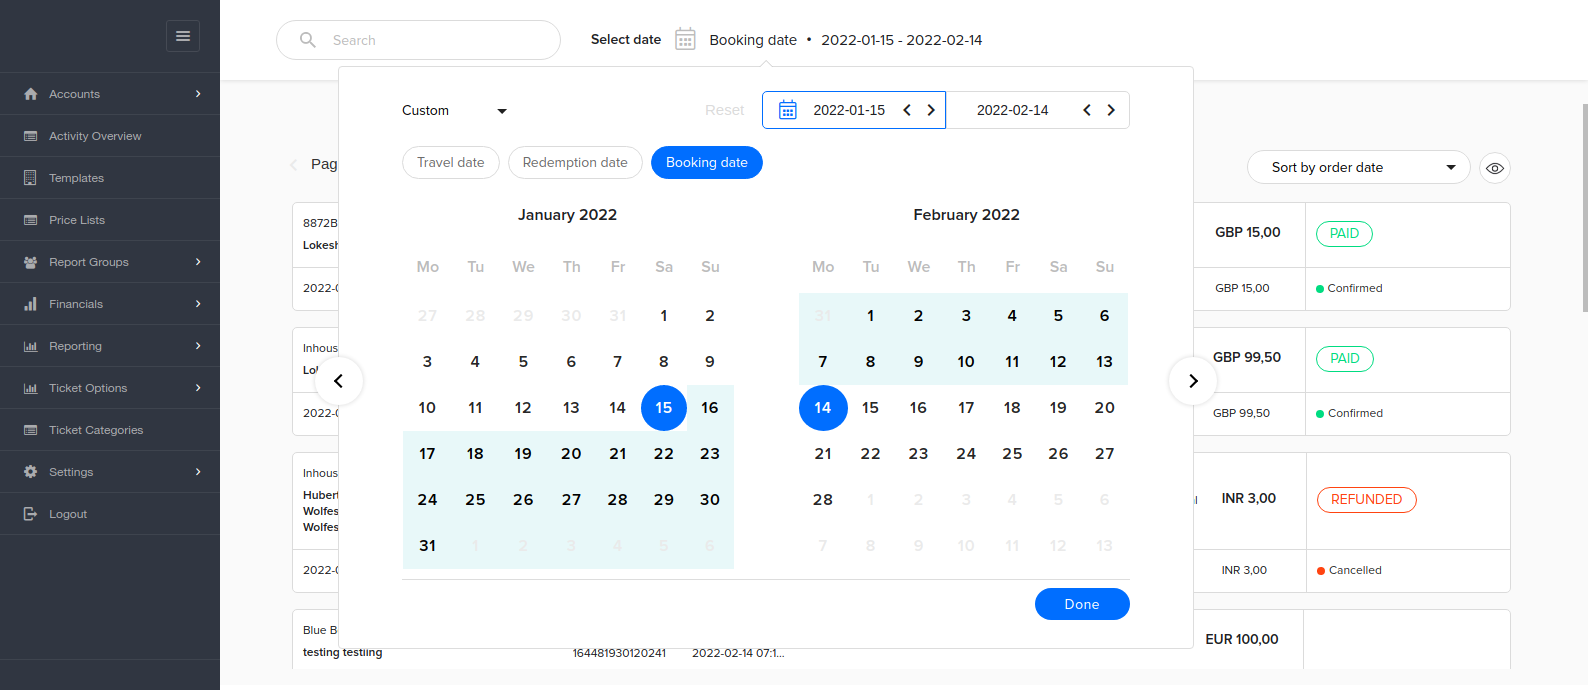 Search
Select date
Booking date • 2022-01-15 - 2022-02-14
Accounts
Activity Overview
Templates
Price Lists
Report Groups
Financials
Reporting
Ticket Options
Ticket Categories
Settings
Logout
Custom
Reset
2022-01-15
2022-02-14
Travel date
Redemption date
Booking date
January 2022
Mo Tu We Th Fr Sa Su
27 28 29 30 31 1 2
3 4 5 6 7 8 9
10 11 12 13 14 15 16
17 18 19 20 21 22 23
24 25 26 27 28 29 30
31 1 2 3 4 5 6
February 2022
Mo Tu We Th Fr Sa Su
31 1 2 3 4 5 6
7 8 9 10 11 12 13
14 15 16 17 18 19 20
21 22 23 24 25 26 27
28 1 2 3 4 5 6
7 8 9 10 11 12 13
Done
Pag
Sort by order date
8872B
Lokesh
GBP 15,00
PAID
2022-0
GBP 15,00
Confirmed
Inhous
Lol
GBP 99,50
PAID
2022-0
GBP 99,50
Confirmed
Inhous
Hubert
Wolfes
Wolfes
INR 3,00
REFUNDED
2022-0
INR 3,00
Cancelled
Blue B
testing testiing
164481930120241
2022-02-14 07:1...
EUR 100,00